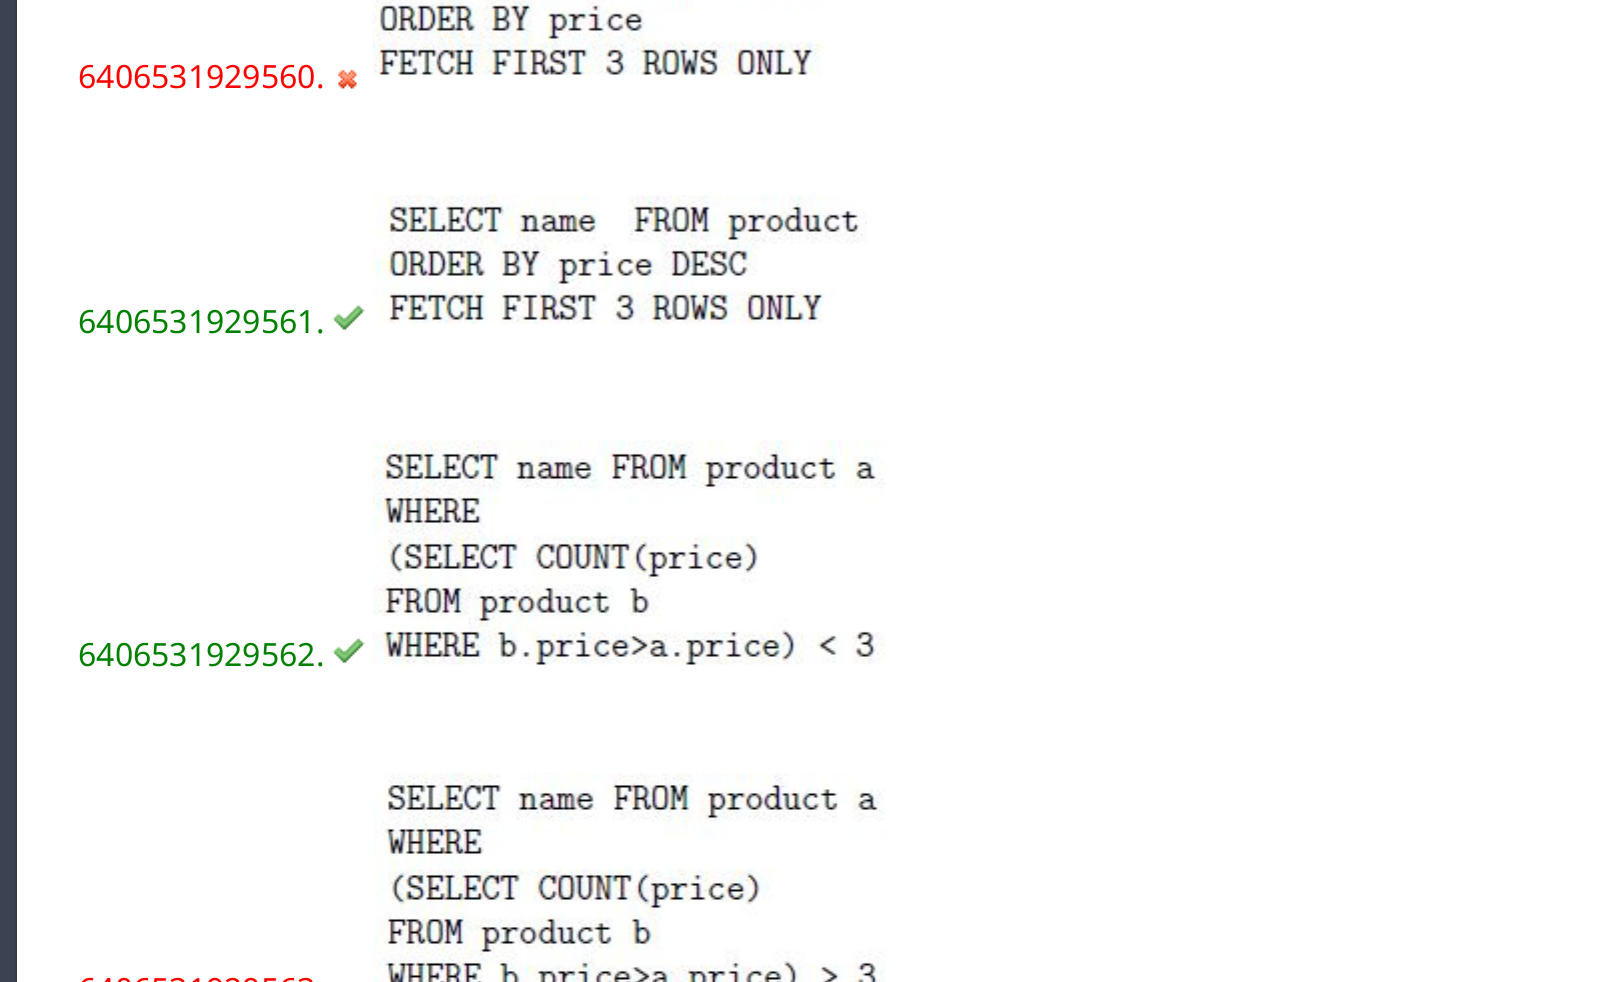 ORDER BY price
6406531929560. FETCH FIRST 3 ROWS ONLY
SELECT name FROM product
ORDER BY price DESC
6406531929561. FETCH FIRST 3 ROWS ONLY
SELECT name FROM product a
WHERE
(SELECT COUNT(price)
FROM product b
6406531929562. WHERE b.price>a.price) < 3
SELECT name FROM product a
WHERE
(SELECT COUNT(price)
FROM product b
WHERE b.price>a.price) > 3